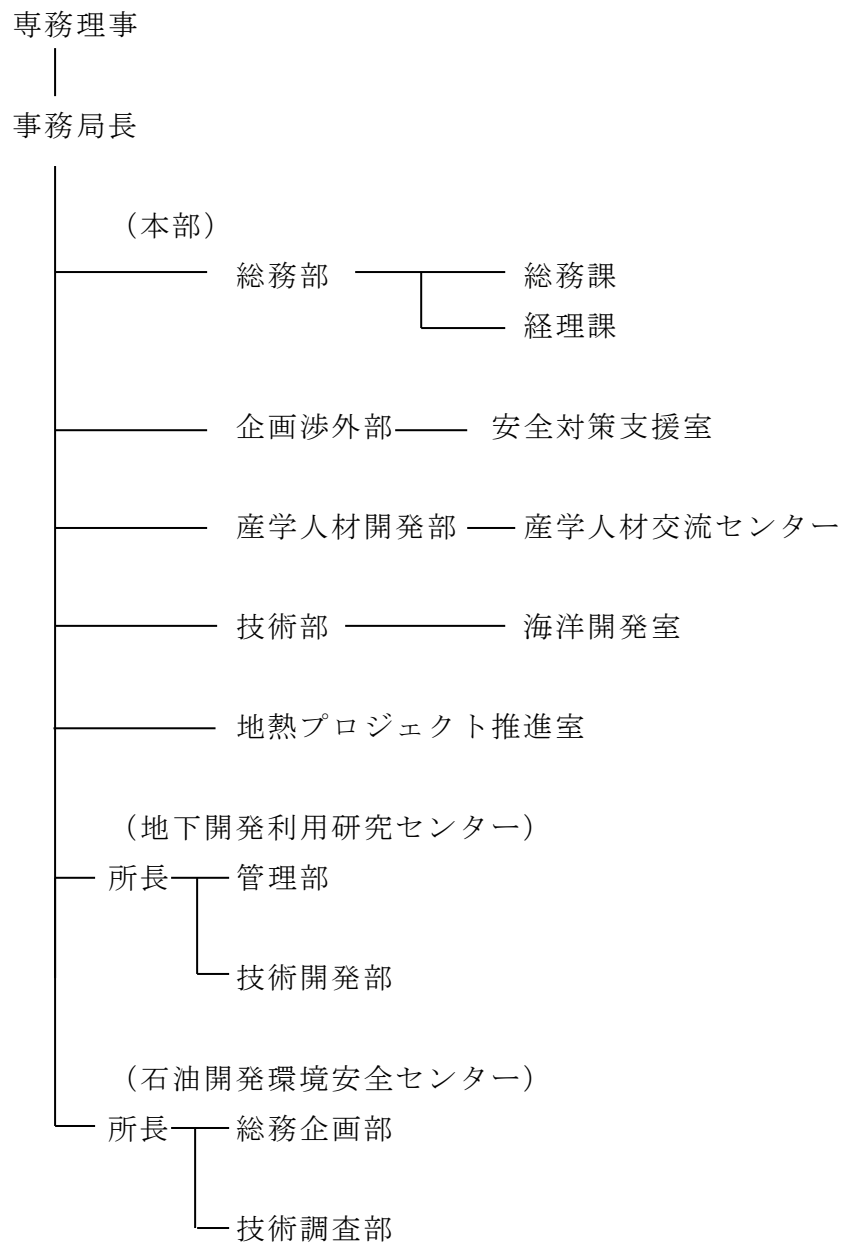 専務理事
事務局長
（本部）
総務部 総務課
経理課
企画渉外部 安全対策支援室
産学人材開発部 産学人材交流センター
技術部 海洋開発室
地熱プロジェクト推進室
（地下開発利用研究センター）
所長 管理部
技術開発部
（石油開発環境安全センター）
所長 総務企画部
技術調査部